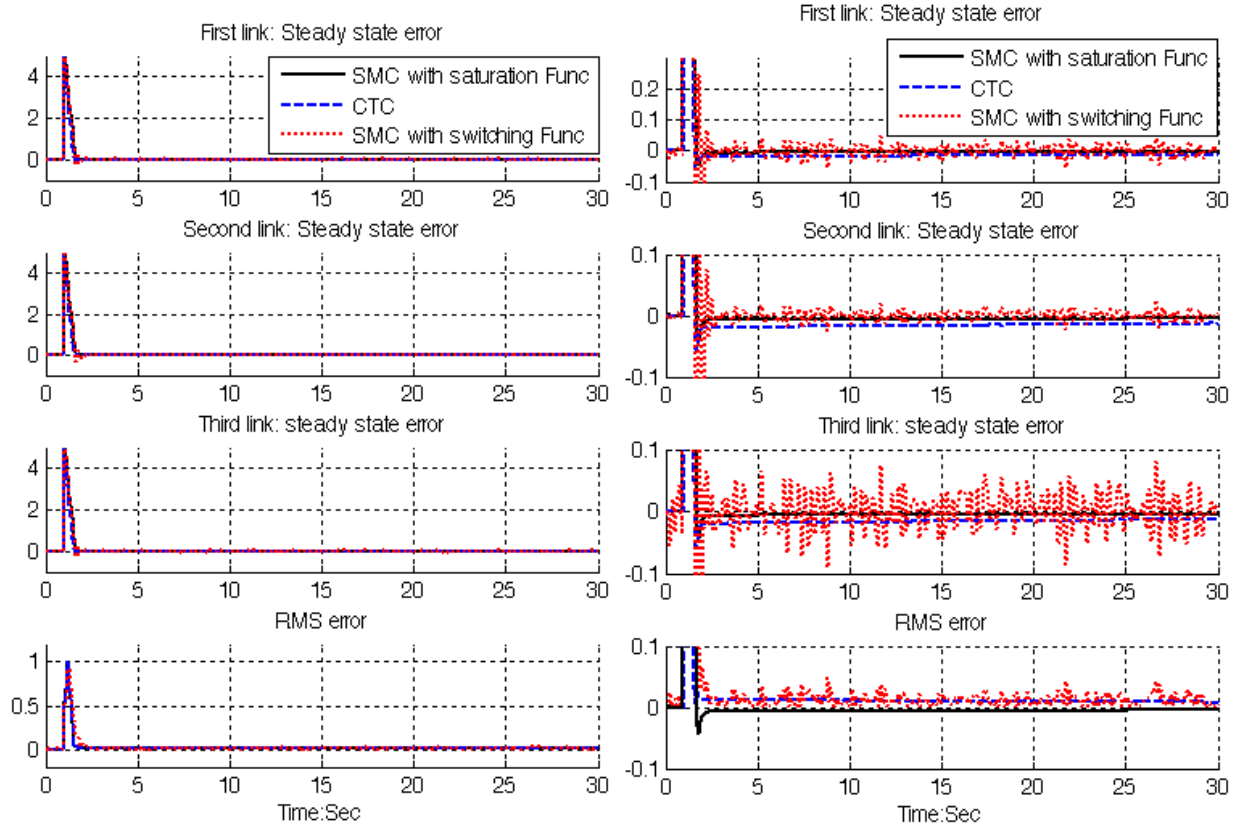 First link: Steady state error
SMC with saturation Func
CTC
SMC with switching Func
4
2
0
0 5 10 15 20 25 30
Second link: Steady state error
4
2
0
0 5 10 15 20 25 30
Third link: steady state error
4
2
0
0 5 10 15 20 25 30
RMS error
1
0.5
0.5
0
0 5 10 15 20 25 30
Time:Sec
First link: Steady state error
SMC with saturation Func
CTC
SMC with switching Func
0.2
0.1
0
-0.1
0 5 10 15 20 25 30
Second link: Steady state error
0.1
0
-0.1
0 5 10 15 20 25 30
Third link: steady state error
0.1
0
-0.1
0 5 10 15 20 25 30
RMS error
0.1
0
-0.1
0 5 10 15 20 25 30
Time:Sec